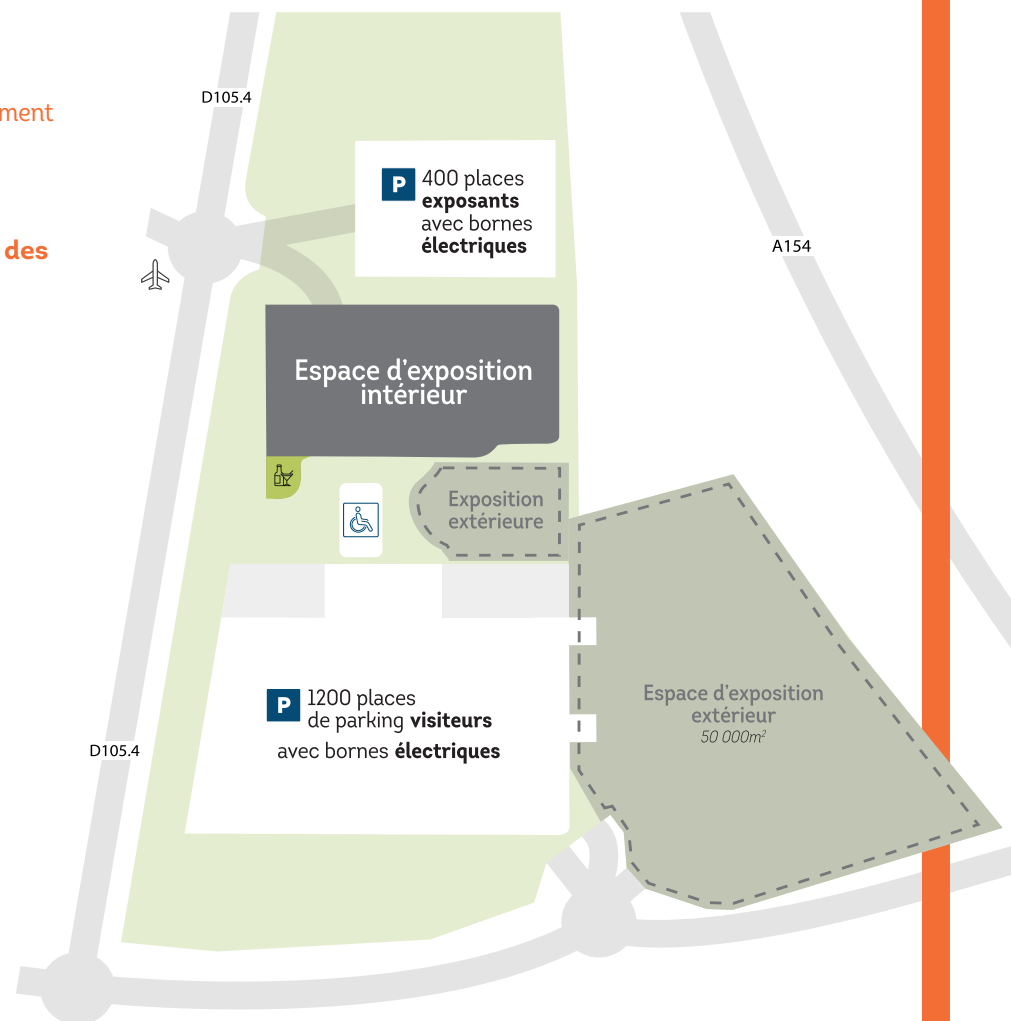 D105.4
ment
P
400 places
exposants
avec bornes
électriques
des
A154
Espace d'exposition
intérieur
Exposition
extérieure
P
1200 places
de parking visiteurs
avec bornes électriques
Espace d'exposition
extérieur
50 000m²
D105.4